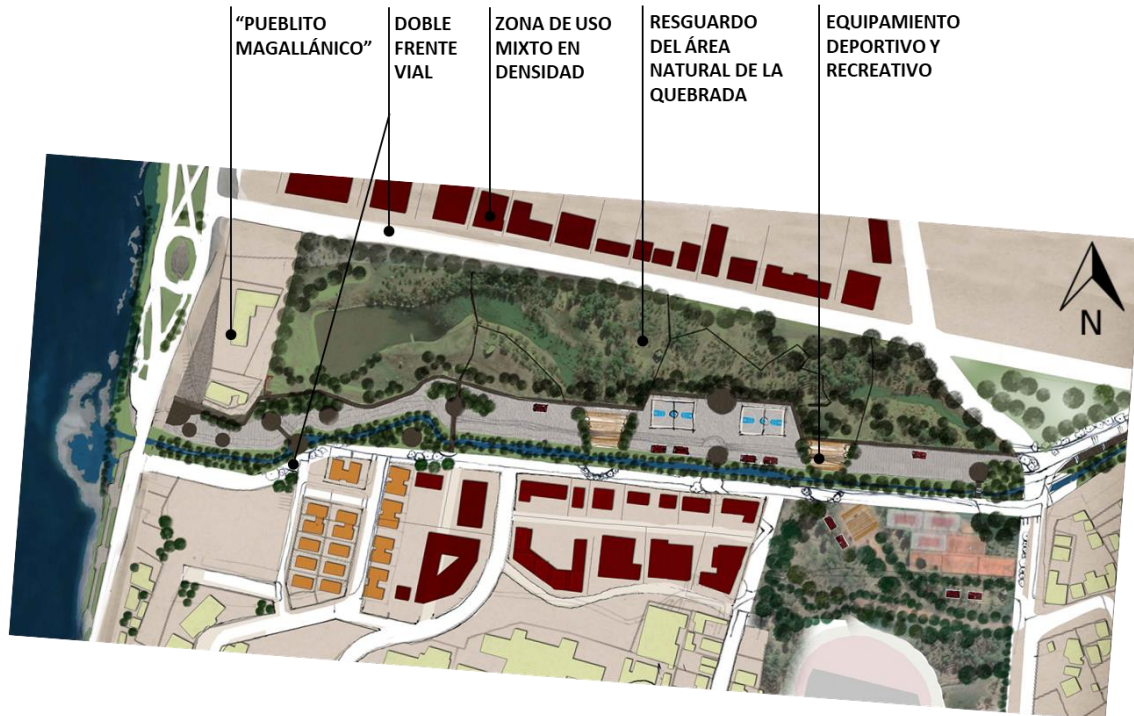 “PUEBLITO
MAGALLÁNICO”
DOBLE
FRENTE
VIAL
ZONA DE USO
MIXTO EN
DENSIDAD
RESGUARDO
DEL ÁREA
NATURAL DE LA
QUEBRADA
EQUIPAMIENTO
DEPORTIVO Y
RECREATIVO
N